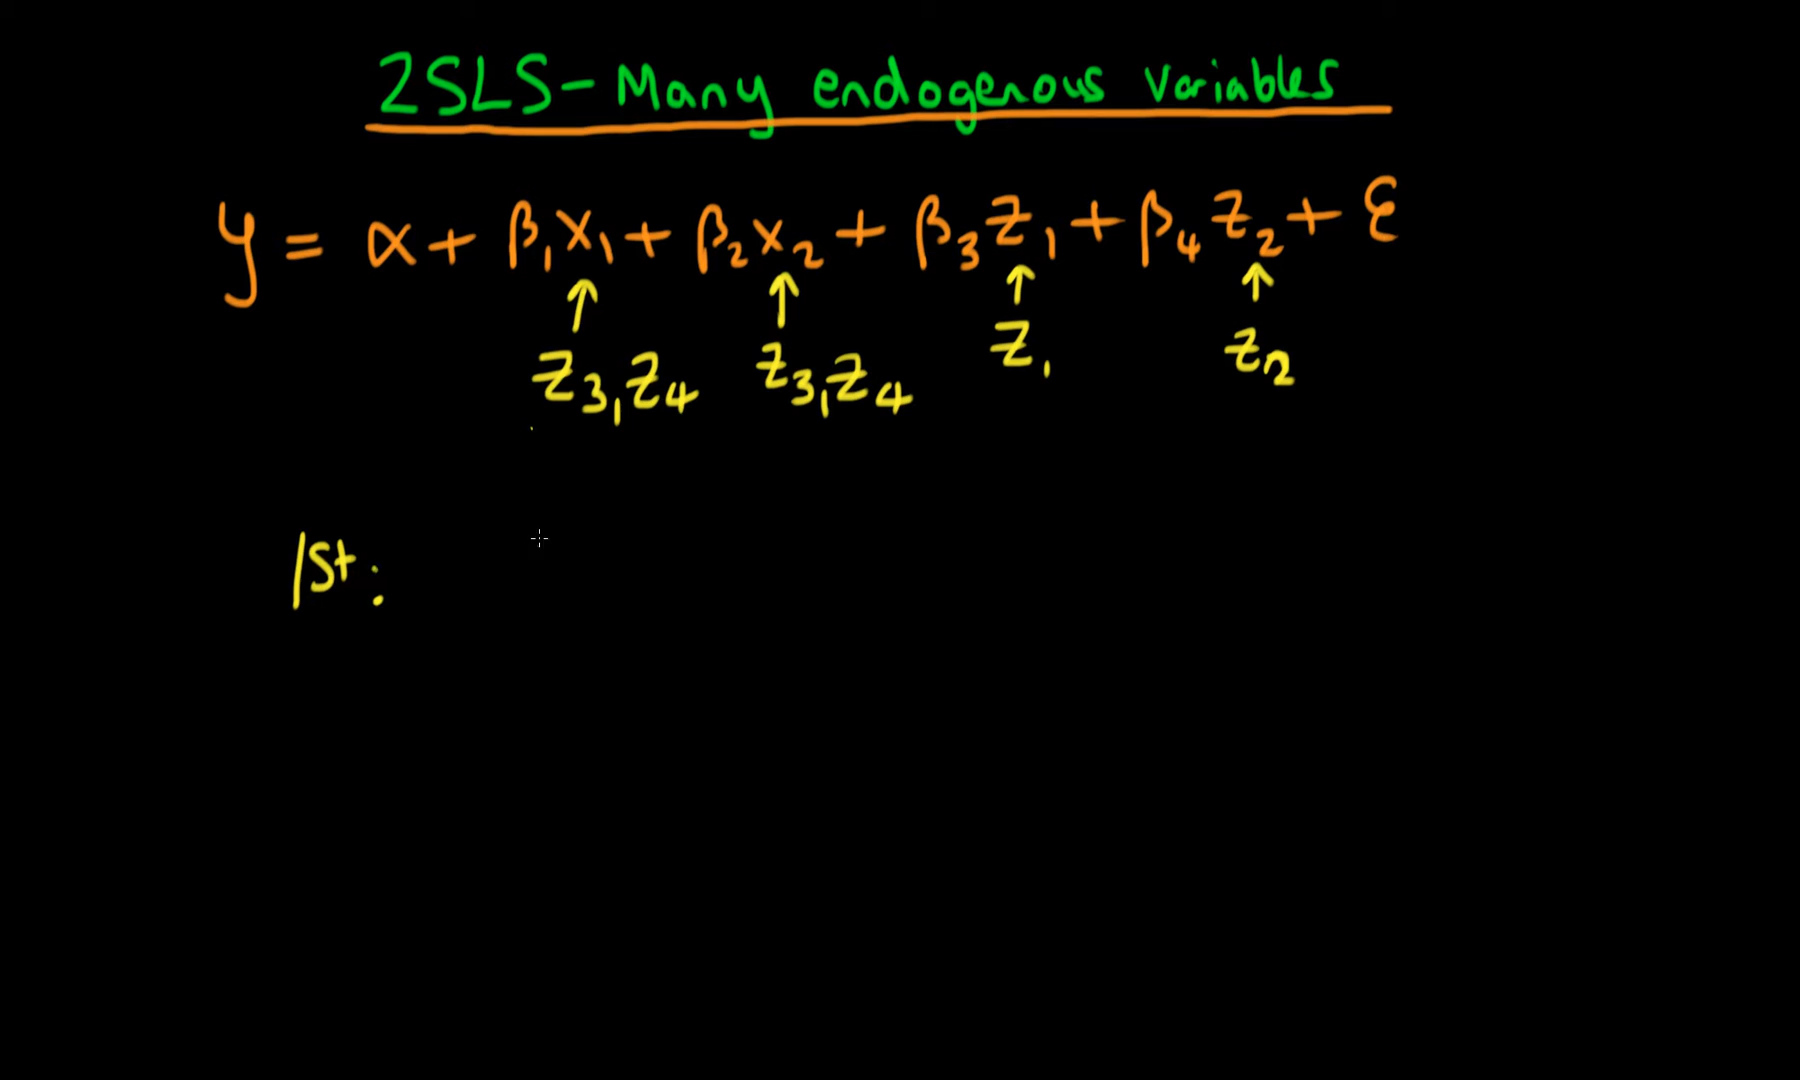 2SLS - Many endogenous variables
y = α + β₁x₁ + β₂x₂ + β₃z₁ + β₄z₂ + ε
↑ ↑ ↑ ↑
z₃,z₄ z₃,z₄ z₁ z₂
1st: